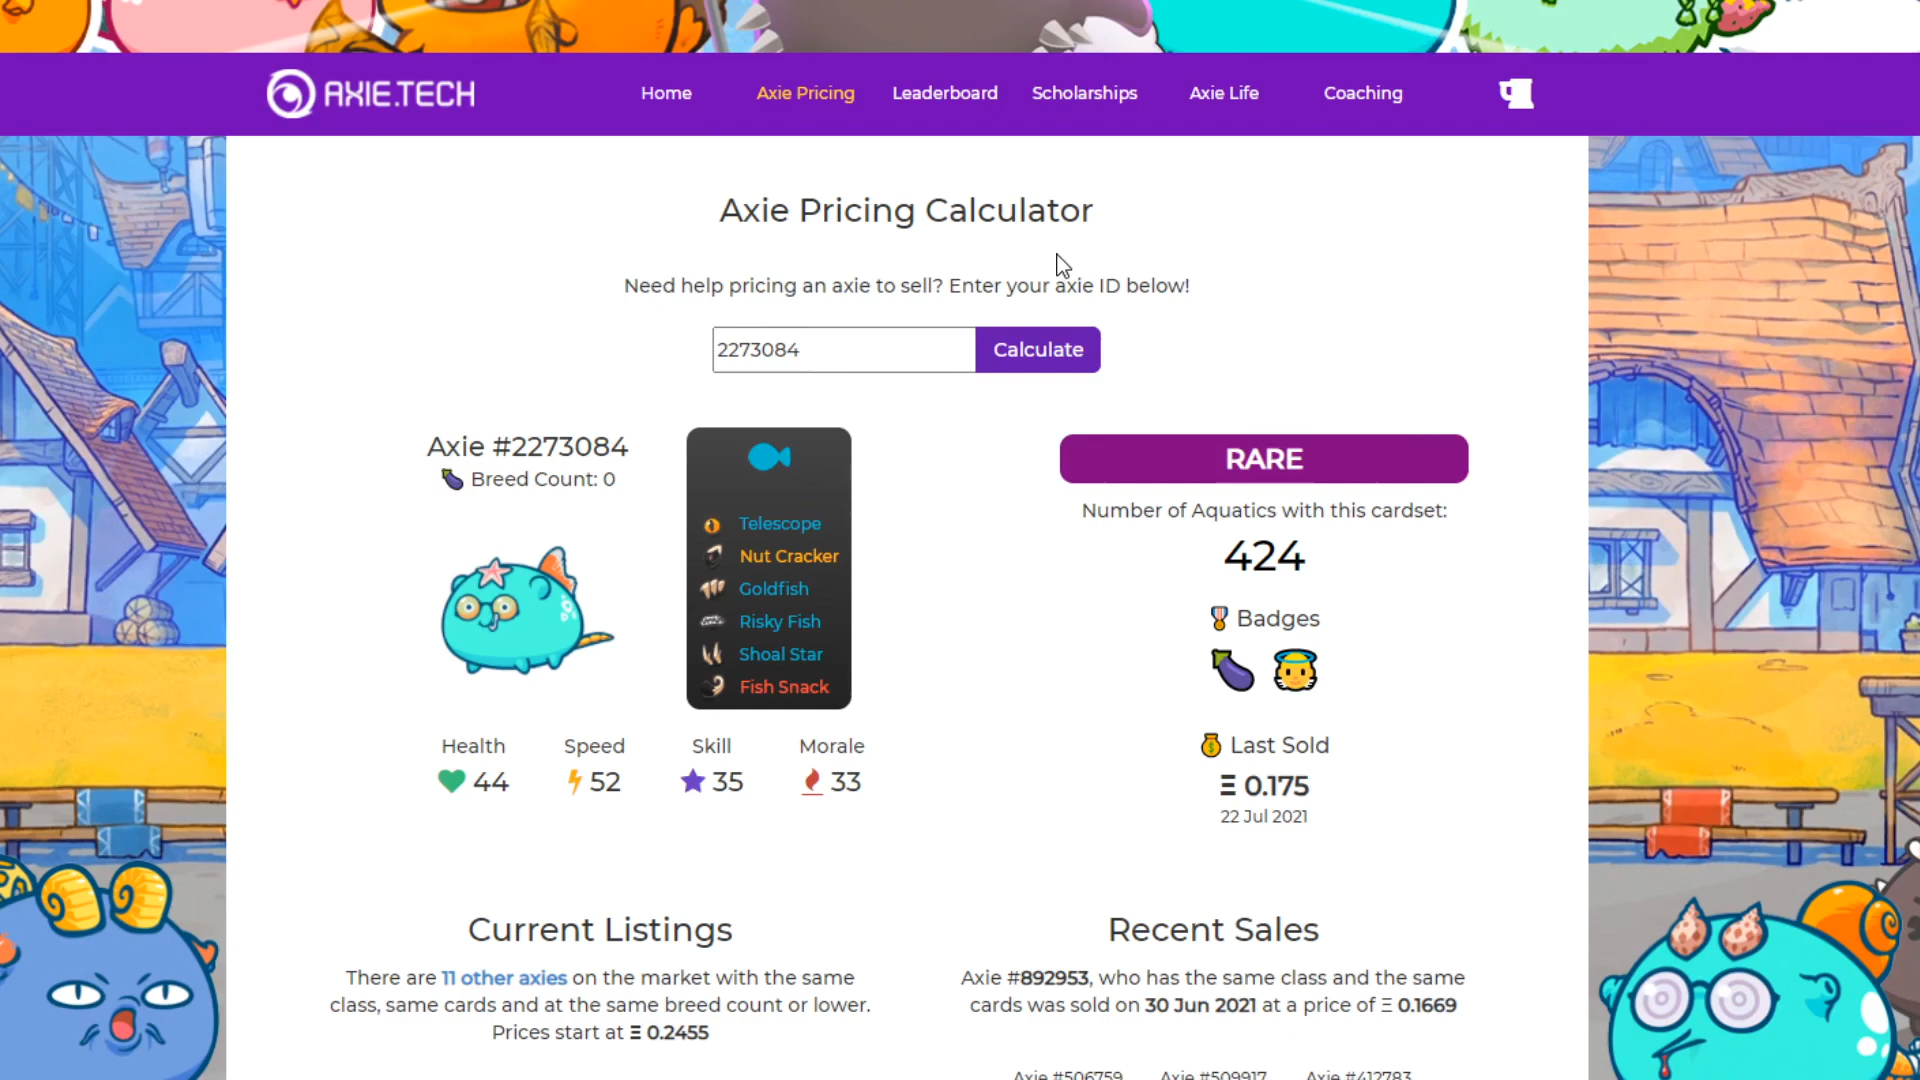 AXIE.TECH
Home
Axie Pricing
Leaderboard
Scholarships
Axie Life
Coaching
Axie Pricing Calculator
Need help pricing an axie to sell? Enter your axie ID below!
2273084
Calculate
Axie #2273084
Breed Count: 0
Telescope
Nut Cracker
Goldfish
Risky Fish
Shoal Star
Fish Snack
Health
Speed
Skill
Morale
44
52
35
33
RARE
Number of Aquatics with this cardset:
424
Badges
Last Sold
Ξ 0.175
22 Jul 2021
Current Listings
There are 11 other axies on the market with the same
class, same cards and at the same breed count or lower.
Prices start at Ξ 0.2455
Recent Sales
Axie #892953, who has the same class and the same
cards was sold on 30 Jun 2021 at a price of Ξ 0.1669
Axie #506759
Axie #509917
Axie #412783